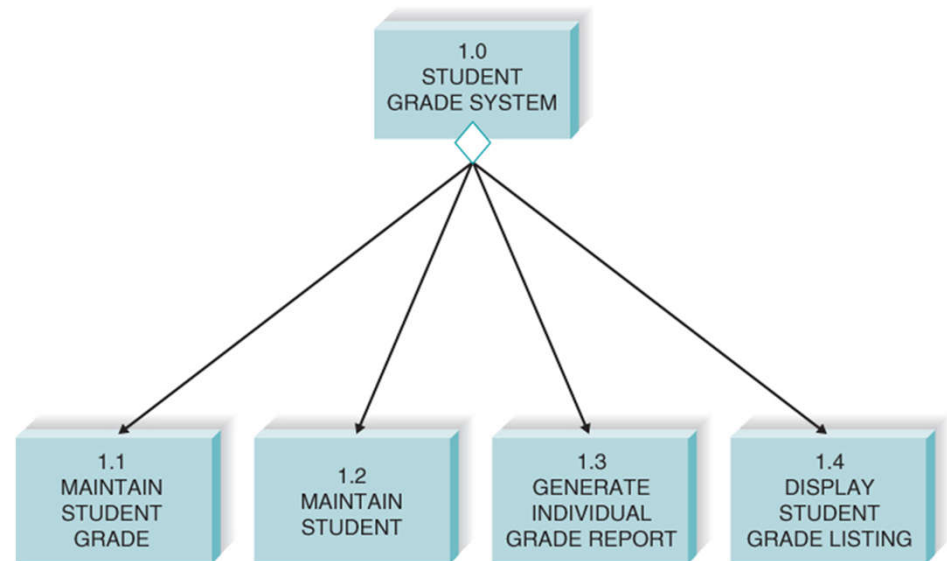 1.0
STUDENT
GRADE SYSTEM
1.1
MAINTAIN
STUDENT
GRADE
1.2
MAINTAIN
STUDENT
1.3
GENERATE
INDIVIDUAL
GRADE REPORT
1.4
DISPLAY
STUDENT
GRADE LISTING